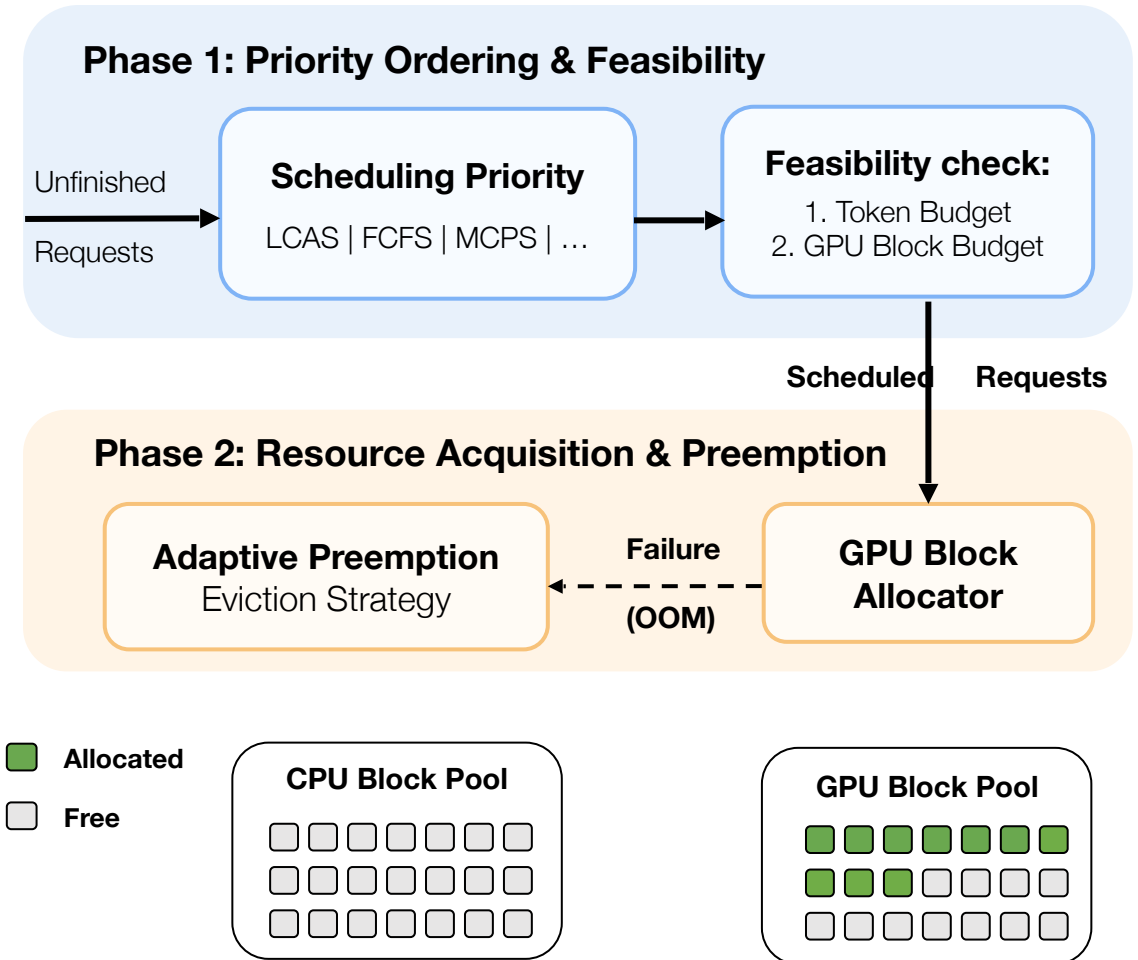 Phase 1: Priority Ordering & Feasibility
Unfinished
Requests
Scheduling Priority
LCAS | FCFS | MCPS | …
Feasibility check:
1. Token Budget
2. GPU Block Budget
Scheduled Requests
Phase 2: Resource Acquisition & Preemption
Adaptive Preemption
Eviction Strategy
Failure
(OOM)
GPU Block
Allocator
Allocated
Free
CPU Block Pool
GPU Block Pool